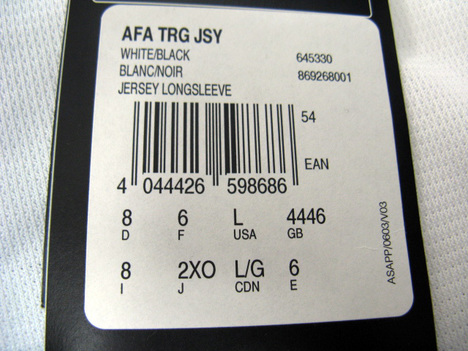 AFA TRG JSY
WHITE/BLACK 645330
BLANC/NOIR 869268001
JERSEY LONGSLEEVE
54
EAN
4 044426 598686
8 6 L 4446
D F USA GB
8 2XO L/G 6
I J CDN E
ASAPP/0603/V03